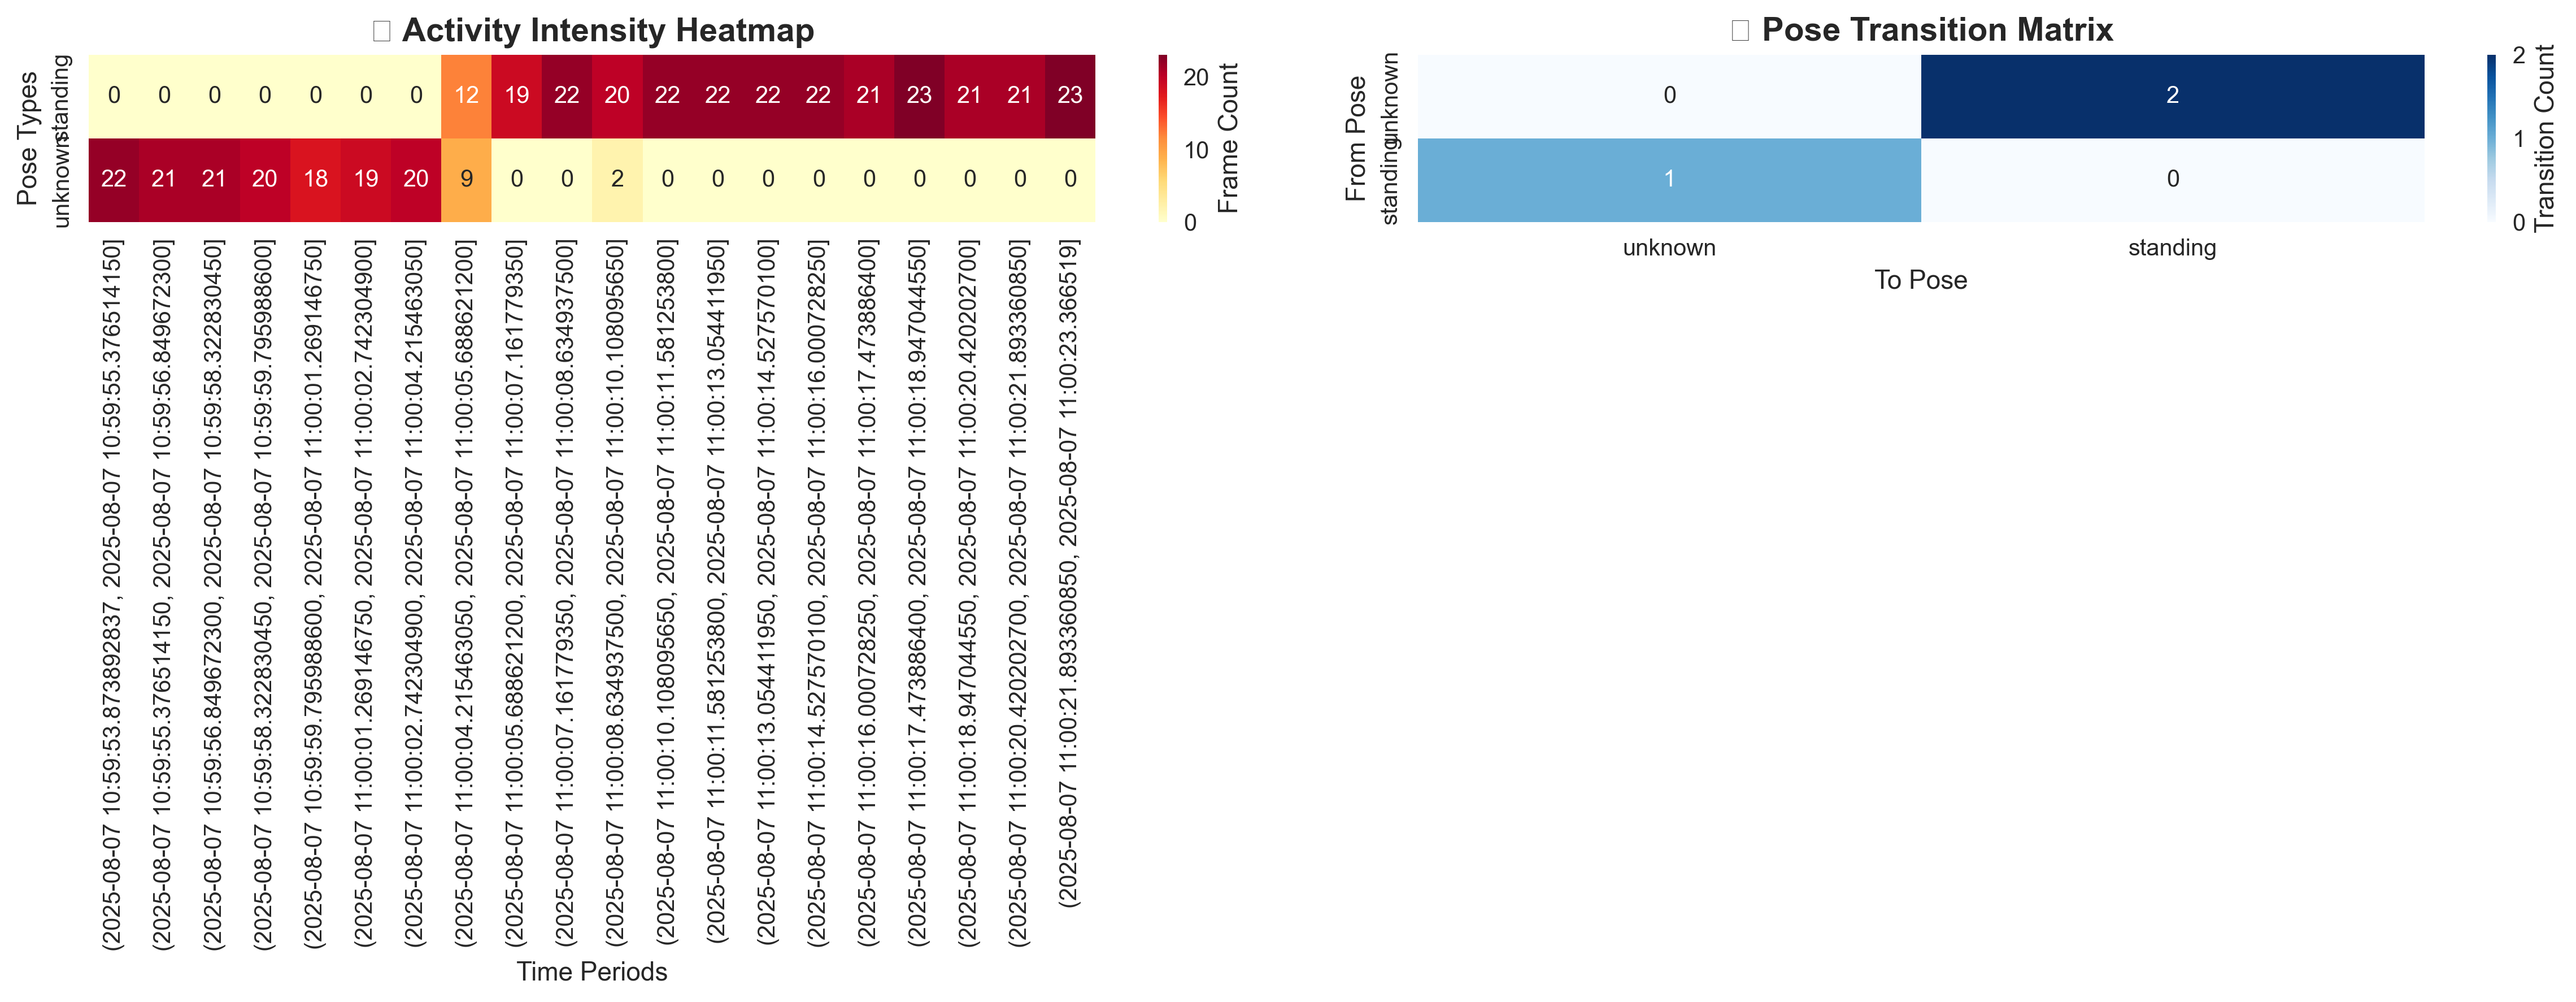 ▯ Activity Intensity Heatmap
Pose Types
standing
unknown
0 0 0 0 0 0 0 12 19 22 20 22 22 22 22 21 23 21 21 23
22 21 21 20 18 19 20 9 0 0 2 0 0 0 0 0 0 0 0 0
(2025-08-07 10:59:53.873892837, 2025-08-07 10:59:55.376514150]
(2025-08-07 10:59:55.376514150, 2025-08-07 10:59:56.849672300]
(2025-08-07 10:59:56.849672300, 2025-08-07 10:59:58.322830450]
(2025-08-07 10:59:58.322830450, 2025-08-07 10:59:59.795988600]
(2025-08-07 10:59:59.795988600, 2025-08-07 11:00:01.269146750]
(2025-08-07 11:00:01.269146750, 2025-08-07 11:00:02.742304900]
(2025-08-07 11:00:02.742304900, 2025-08-07 11:00:04.215463050]
(2025-08-07 11:00:04.215463050, 2025-08-07 11:00:05.688621200]
(2025-08-07 11:00:05.688621200, 2025-08-07 11:00:07.161779350]
(2025-08-07 11:00:07.161779350, 2025-08-07 11:00:08.634937500]
(2025-08-07 11:00:08.634937500, 2025-08-07 11:00:10.108095650]
(2025-08-07 11:00:10.108095650, 2025-08-07 11:00:11.581253800]
(2025-08-07 11:00:11.581253800, 2025-08-07 11:00:13.054411950]
(2025-08-07 11:00:13.054411950, 2025-08-07 11:00:14.527570100]
(2025-08-07 11:00:14.527570100, 2025-08-07 11:00:16.000728250]
(2025-08-07 11:00:16.000728250, 2025-08-07 11:00:17.473886400]
(2025-08-07 11:00:17.473886400, 2025-08-07 11:00:18.947044550]
(2025-08-07 11:00:18.947044550, 2025-08-07 11:00:20.420202700]
(2025-08-07 11:00:20.420202700, 2025-08-07 11:00:21.893360850]
(2025-08-07 11:00:21.893360850, 2025-08-07 11:00:23.366519]
Time Periods
20
10
0
Frame Count
▯ Pose Transition Matrix
From Pose
unknown
standing
0 2
1 0
unknown standing
To Pose
2
1
0
Transition Count